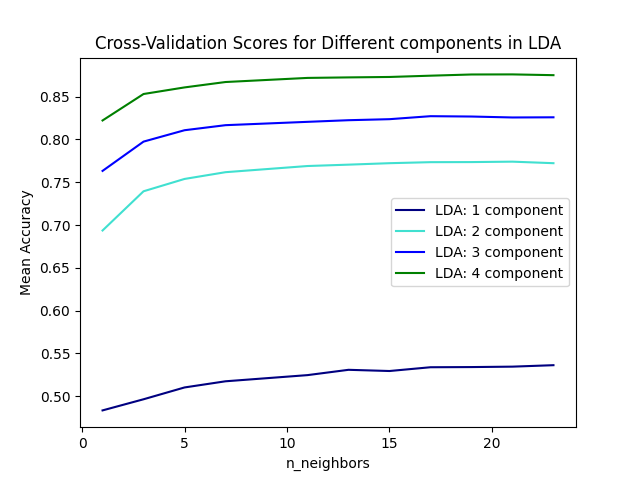 Cross-Validation Scores for Different components in LDA
Mean Accuracy
0.85
0.80
0.75
0.70
0.65
0.60
0.55
0.50
LDA: 1 component
LDA: 2 component
LDA: 3 component
LDA: 4 component
0 5 10 15 20
n_neighbors